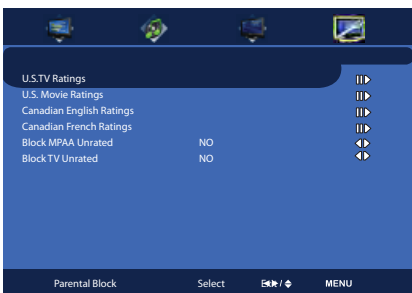 U.S.TV Ratings
U.S. Movie Ratings
Canadian English Ratings
Canadian French Ratings
Block MPAA Unrated NO
Block TV Unrated NO
Parental Block Select MENU